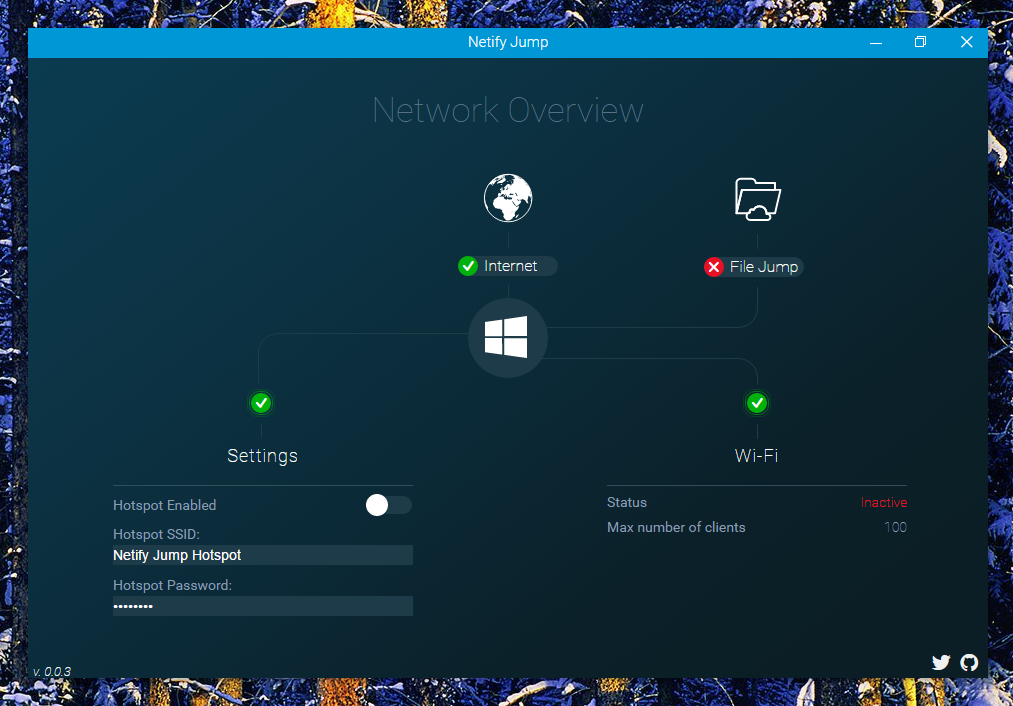 Netify Jump
Network Overview
Internet
File Jump
Settings
Wi-Fi
Hotspot Enabled
Hotspot SSID:
Netify Jump Hotspot
Hotspot Password:
••••••••
Status Inactive
Max number of clients 100
v. 0.0.3